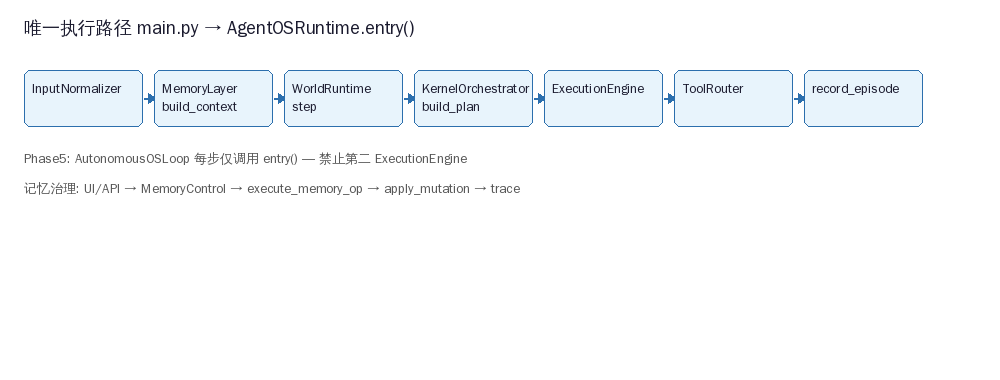 唯一执行路径 main.py → AgentOSRuntime.entry()
InputNormalizer
MemoryLayer
build_context
WorldRuntime
step
KernelOrchestrator
build_plan
ExecutionEngine
ToolRouter
record_episode
Phase5: AutonomousOSLoop 每步仅调用 entry() — 禁止第二 ExecutionEngine
记忆治理: UI/API → MemoryControl → execute_memory_op → apply_mutation → trace